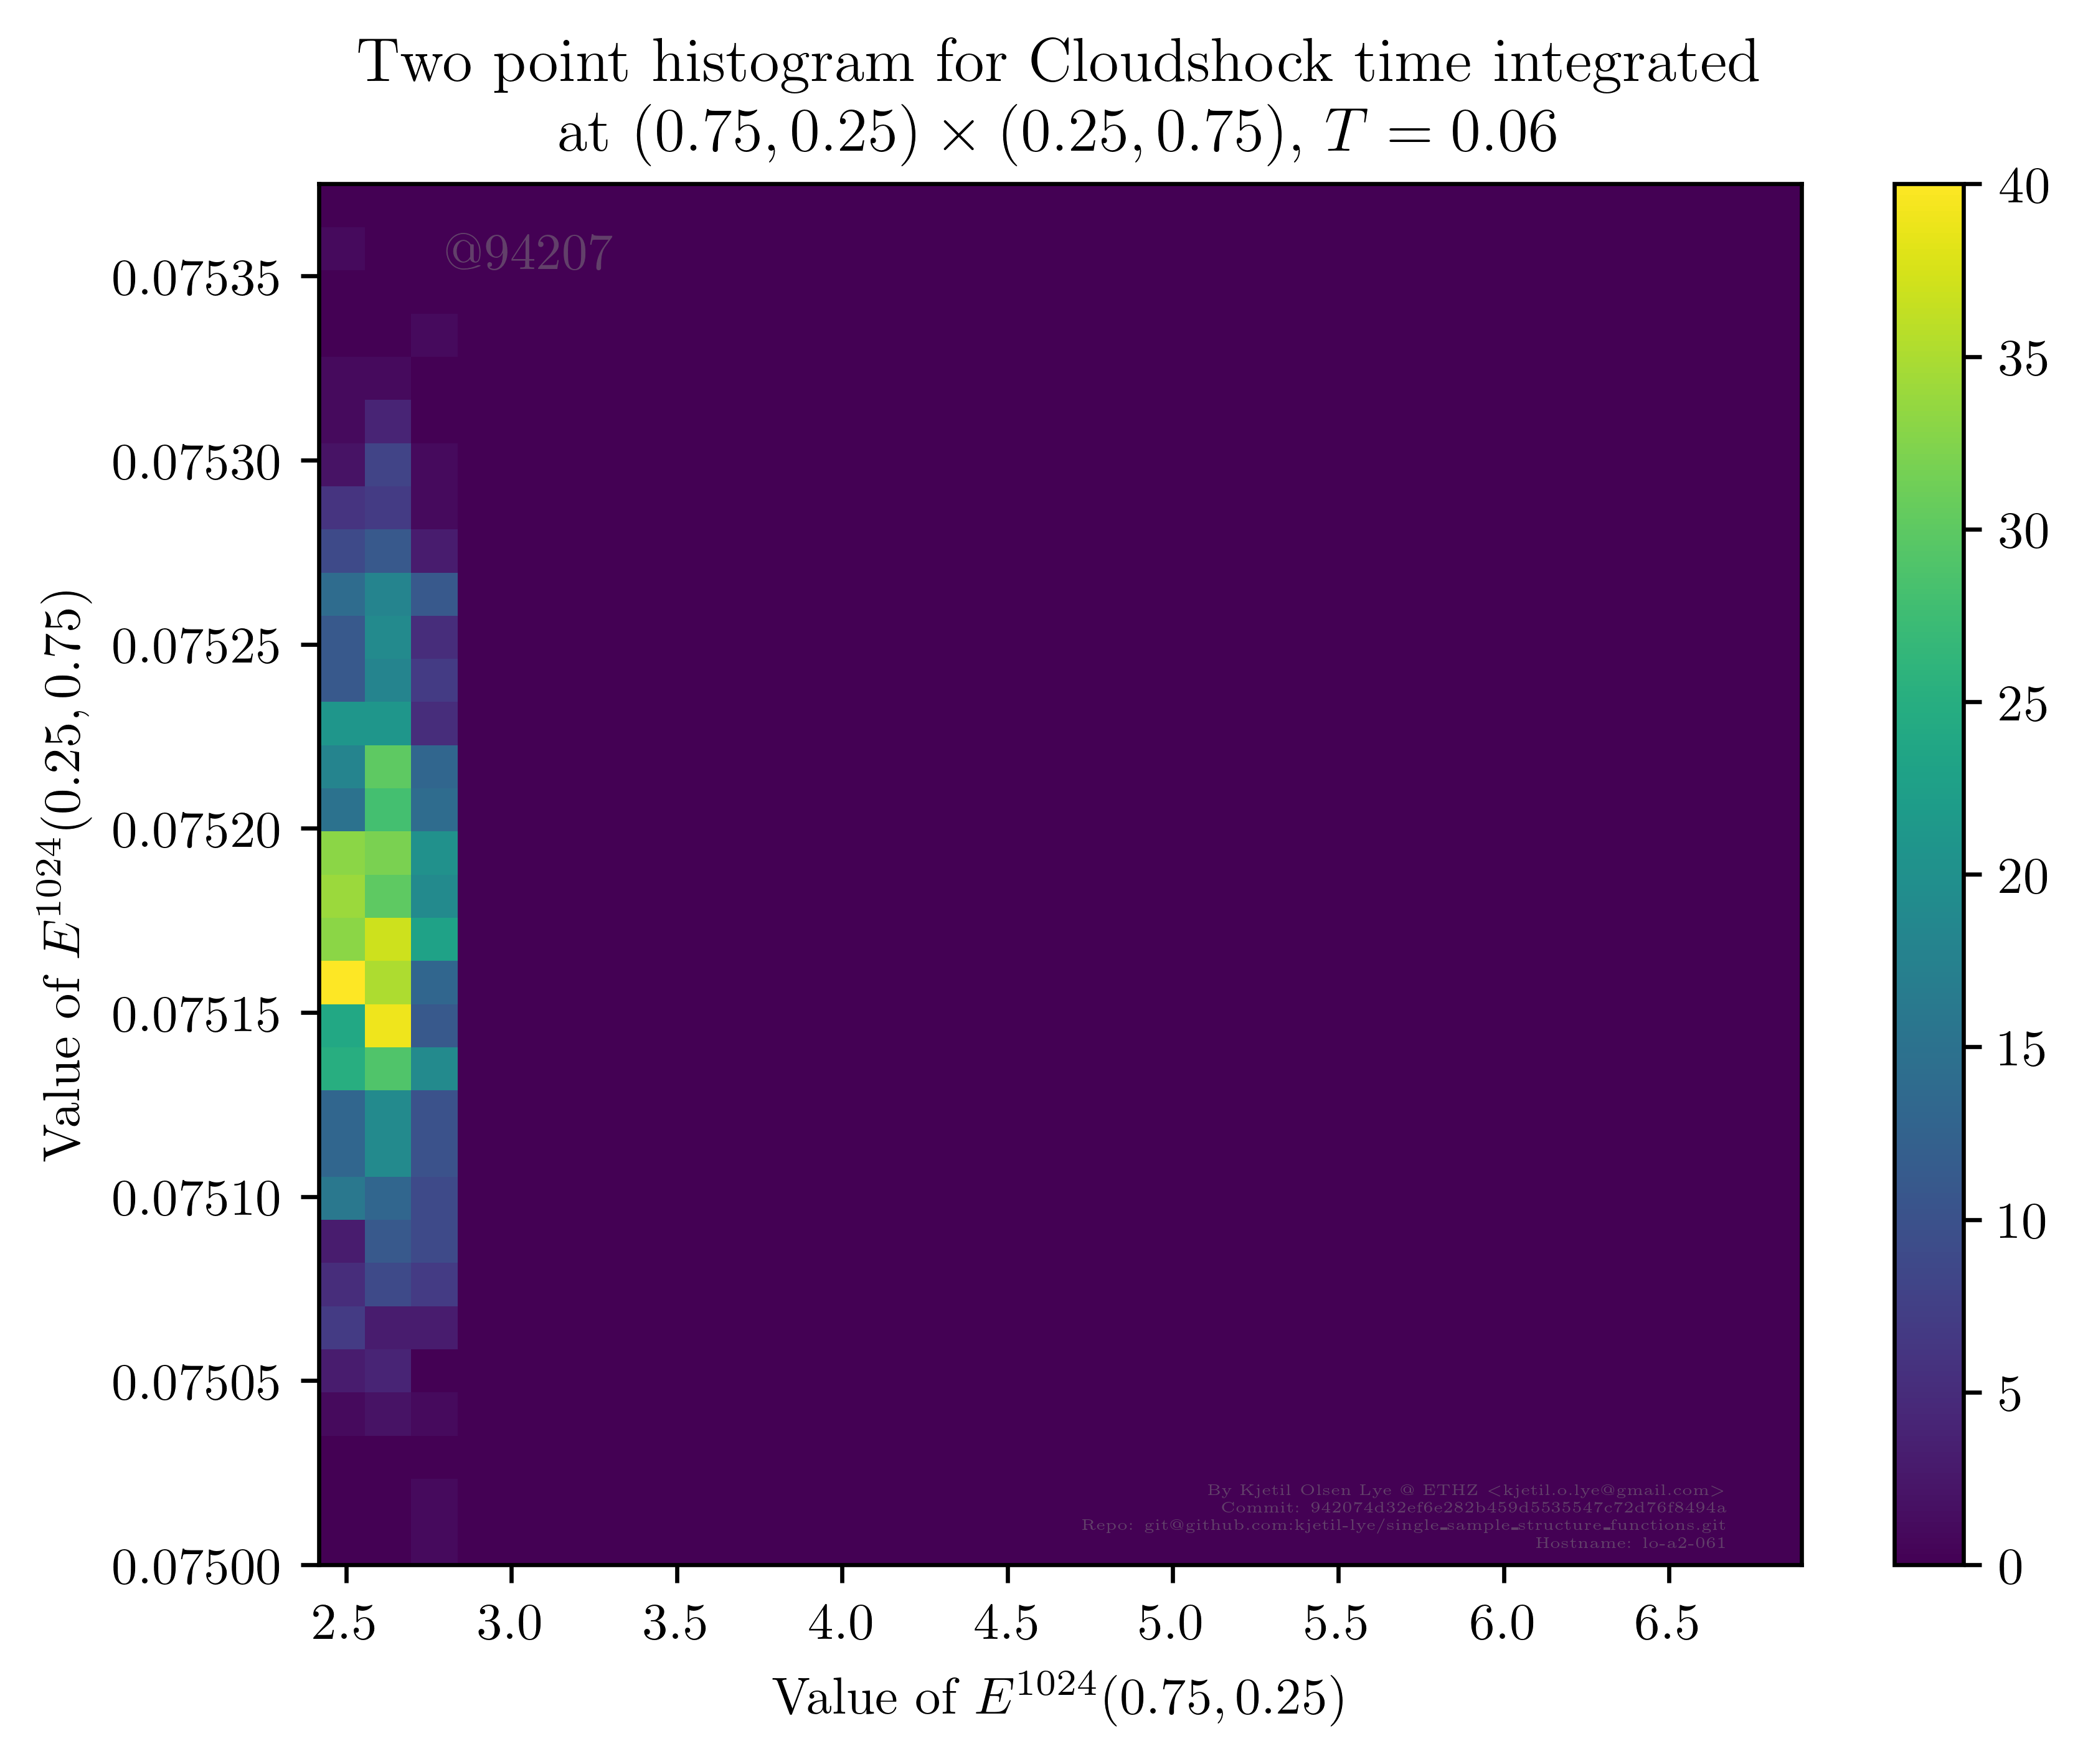 Two point histogram for Cloudshock time integrated
at (0.75, 0.25) × (0.25, 0.75), T = 0.06
@94207
0.07535
0.07530
0.07525
0.07520
0.07515
0.07510
0.07505
0.07500
Value of E^1024(0.25, 0.75)
2.5 3.0 3.5 4.0 4.5 5.0 5.5 6.0 6.5
Value of E^1024(0.75, 0.25)
40
35
30
25
20
15
10
5
0
By Kjetil Olsen Lye @ ETHZ <kjetil.o.lye@gmail.com>
Commit: 942074d32ef6e282b459d5535547c72d76f8494a
Repo: git@github.com:kjetil-lye/single_sample_structure_functions.git
Hostname: lo-a2-061